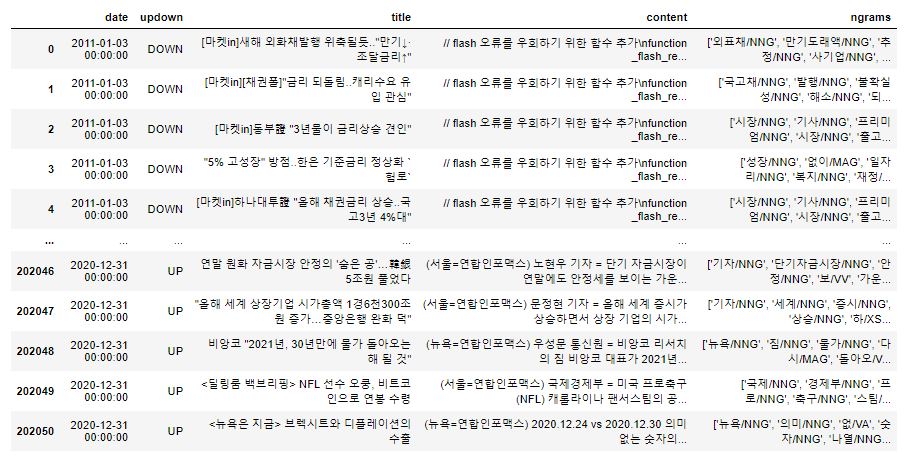 date updown title content ngrams
0 2011-01-03 00:00:00 DOWN [마켓in]새해 외화채발행 위축될듯.."만기↓· 조달금리↑" // flash 오류를 우회하기 위한 함수 추가\nfunction _flash_re... ['외표채/NNG', '만기도래액/NNG', '추정/NNG', '사기업/NNG', ...
1 2011-01-03 00:00:00 DOWN [마켓in][채권폴]"금리 되돌림..캐리수요 유입 관심" // flash 오류를 우회하기 위한 함수 추가\nfunction _flash_re... ['국고채/NNG', '발행/NNG', '불확실성/NNG', '해소/NNG', '되...
2 2011-01-03 00:00:00 DOWN [마켓in]동부證 "3년물이 금리상승 견인" // flash 오류를 우회하기 위한 함수 추가\nfunction _flash_re... ['시장/NNG', '기사/NNG', '프리미엄/NNG', '시장/NNG', '출고...
3 2011-01-03 00:00:00 DOWN "5% 고성장" 방점..한은 기준금리 정상화 `험로` // flash 오류를 우회하기 위한 함수 추가\nfunction _flash_re... ['성장/NNG', '없이/MAG', '일자리/NNG', '복지/NNG', '재정/...
4 2011-01-03 00:00:00 DOWN [마켓in]하나대투證 "올해 채권금리 상승..국고3년 4%대" // flash 오류를 우회하기 위한 함수 추가\nfunction _flash_re... ['시장/NNG', '기사/NNG', '프리미엄/NNG', '시장/NNG', '출고...
... ... ... ... ... ...
202046 2020-12-31 00:00:00 UP 연말 원화 자금시장 안정의 '숨은 공'…韓銀 5조원 풀었다 (서울=연합인포맥스) 노현우 기자 = 단기 자금시장이 연말에도 안정세를 보이는 가운... ['기자/NNG', '단기자금시장/NNG', '안정/NNG', '보/VV', '가운...
202047 2020-12-31 00:00:00 UP "올해 세계 상장기업 시가총액 1경6천300조원 증가…중앙은행 완화 덕" (서울=연합인포맥스) 문정현 기자 = 올해 세계 증시가 상승하면서 상장 기업의 시가... ['기자/NNG', '세계/NNG', '증시/NNG', '상승/NNG', '하/XS...
202048 2020-12-31 00:00:00 UP 비앙코 "2021년, 30년만에 물가 돌아오는 해 될 것" (뉴욕=연합인포맥스) 우성문 통신원 = 비앙코 리서치의 짐 비앙코 대표가 2021년... ['뉴욕/NNG', '짐/NNG', '물가/NNG', '다시/MAG', '돌아오/V...
202049 2020-12-31 00:00:00 UP <딜링룸 백브리핑> NFL 선수 오쿵, 비트코인으로 연봉 수령 (서울=연합인포맥스) 국제경제부 = 미국 프로축구(NFL) 캐롤라이나 팬서스팀의 공... ['국제/NNG', '경제부/NNG', '프로/NNG', '축구/NNG', '스팀/...
202050 2020-12-31 00:00:00 UP <뉴욕은 지금> 브렉시트와 디플레이션의 수출 (뉴욕=연합인포맥스) 2020.12.24 vs 2020.12.30 의미없는 숫자의... ['뉴욕/NNG', '의미/NNG', '없/VA', '숫자/NNG', '나열/NNG...